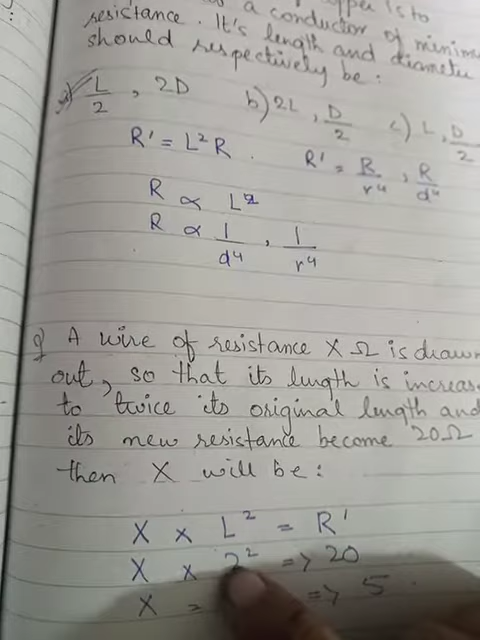 a conductor of minimu
resistance. It's length and diamete
should respectively be:
a) L/2, 2D b) 2L, D/2 c) L, D/2
R' = L²R. R' = R/r⁴, R/d⁴
R ∝ L²
R ∝ 1/d⁴, 1/r⁴
Q A wire of resistance X Ω is drawn
out, so that its length is increas
to twice its original length and
its new resistance become 20Ω
then X will be:
X × L² = R'
X × 2² => 20
X = => 5